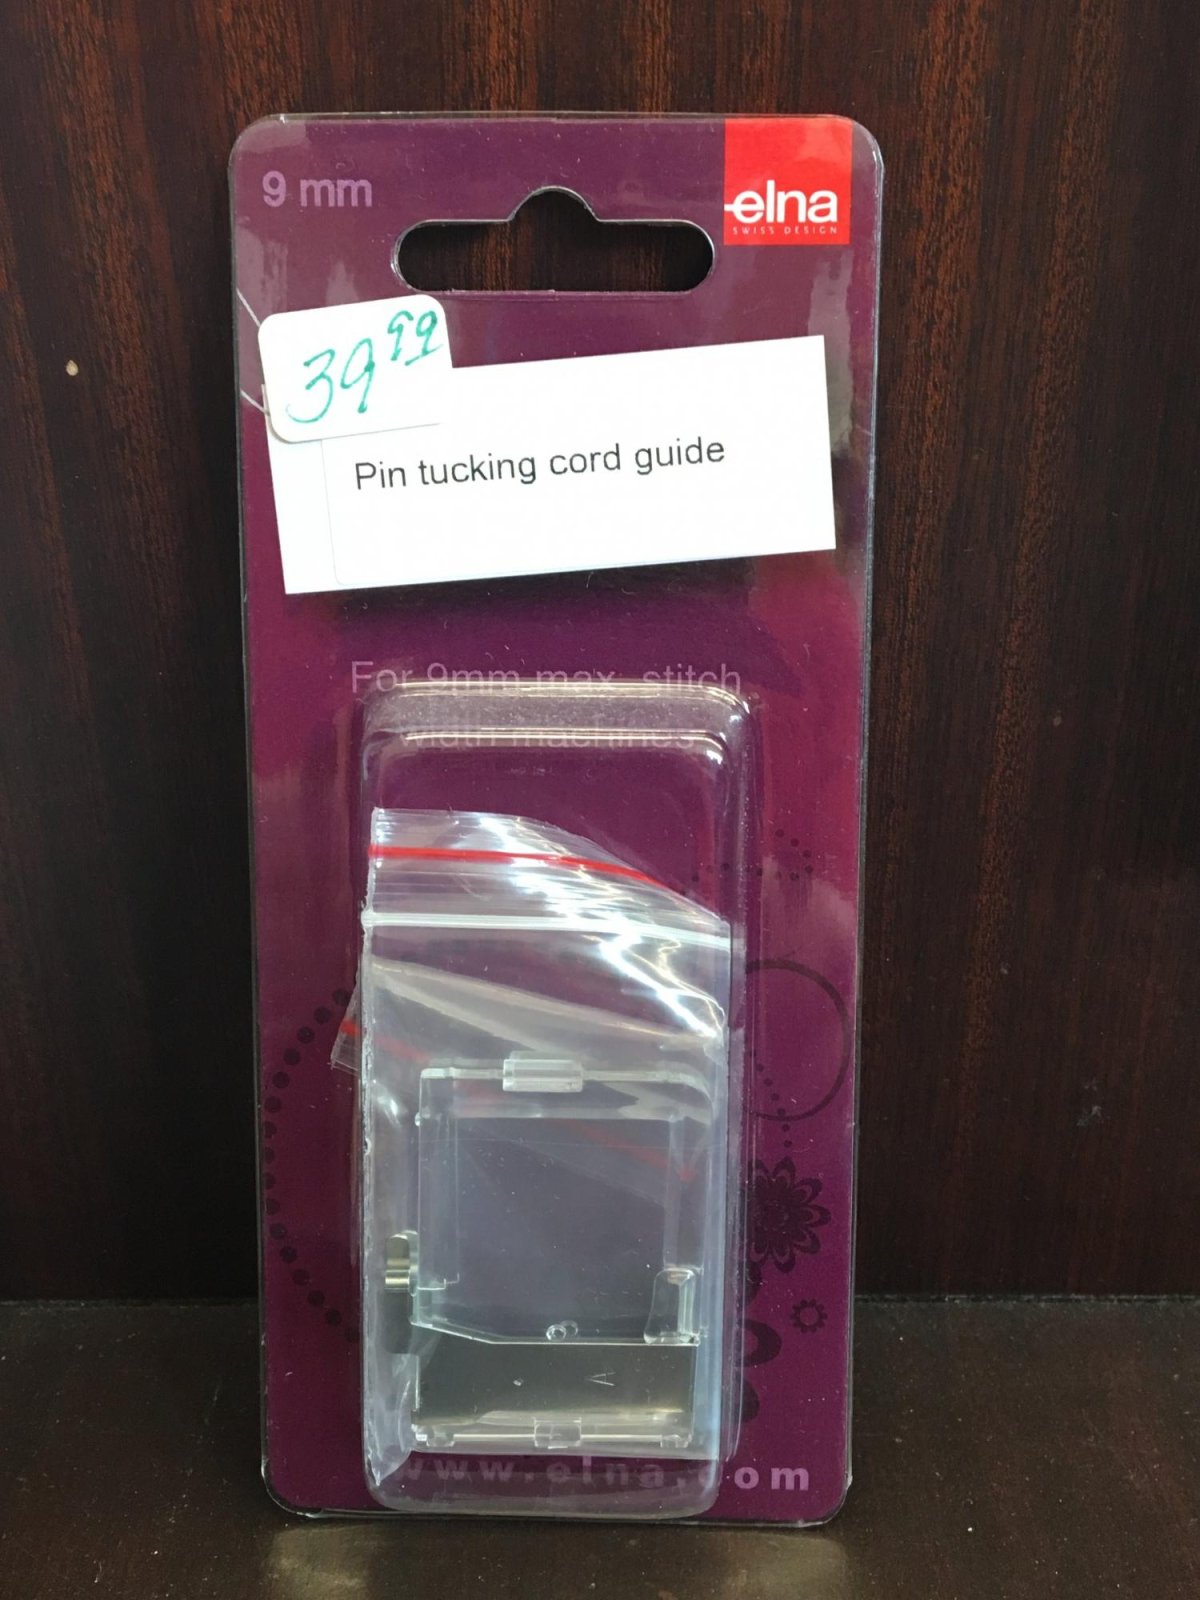 9 mm
elna
SWISS DESIGN
39.99
Pin tucking cord guide
For 9mm max. stitch
width machines
www.elna.com